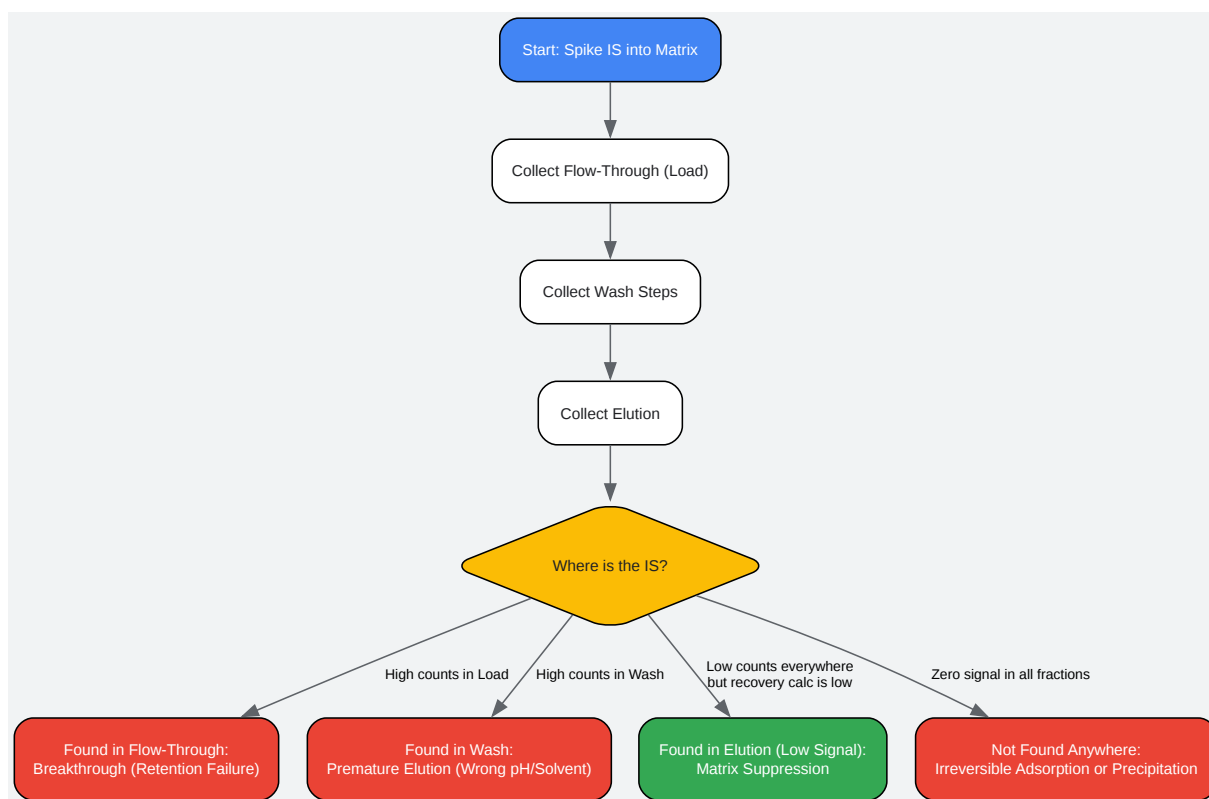 Start: Spike IS into Matrix
Collect Flow-Through (Load)
Collect Wash Steps
Collect Elution
Where is the IS?
High counts in Load
High counts in Wash
Low counts everywhere
but recovery calc is low
Zero signal in all fractions
Found in Flow-Through:
Breakthrough (Retention Failure)
Found in Wash:
Premature Elution (Wrong pH/Solvent)
Found in Elution (Low Signal):
Matrix Suppression
Not Found Anywhere:
Irreversible Adsorption or Precipitation